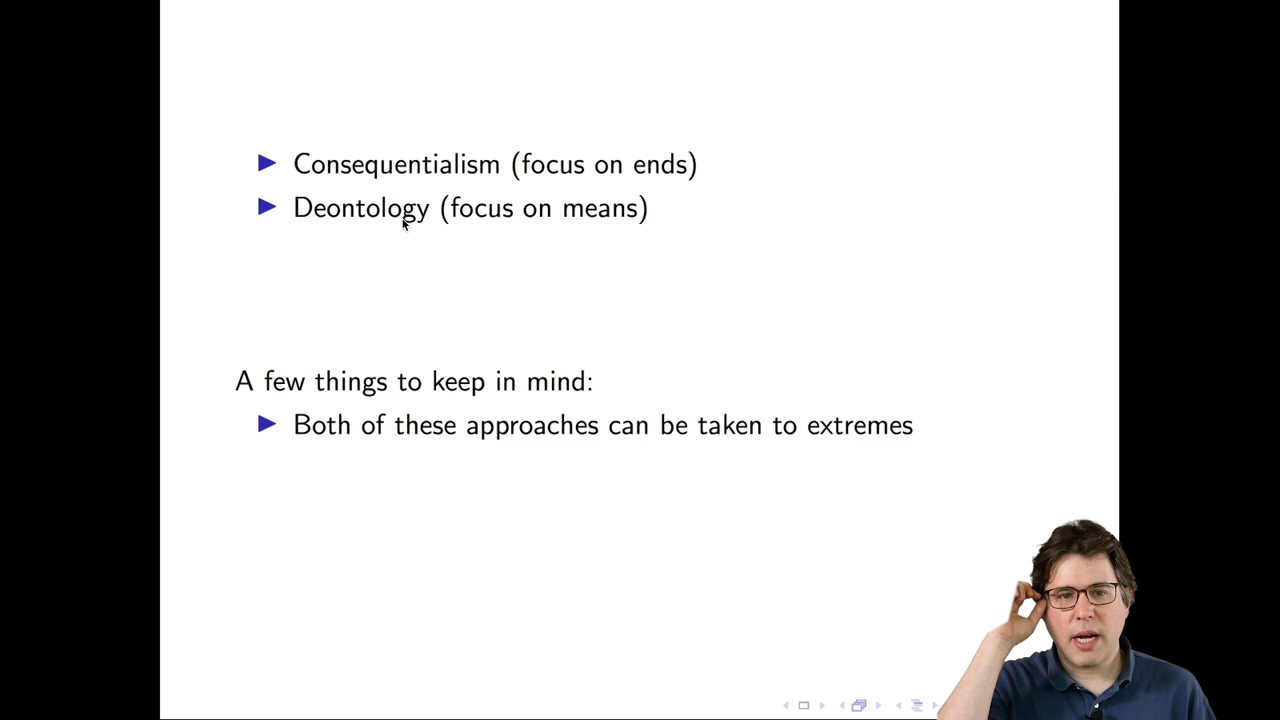 Consequentialism (focus on ends)
Deontology (focus on means)
A few things to keep in mind:
Both of these approaches can be taken to extremes